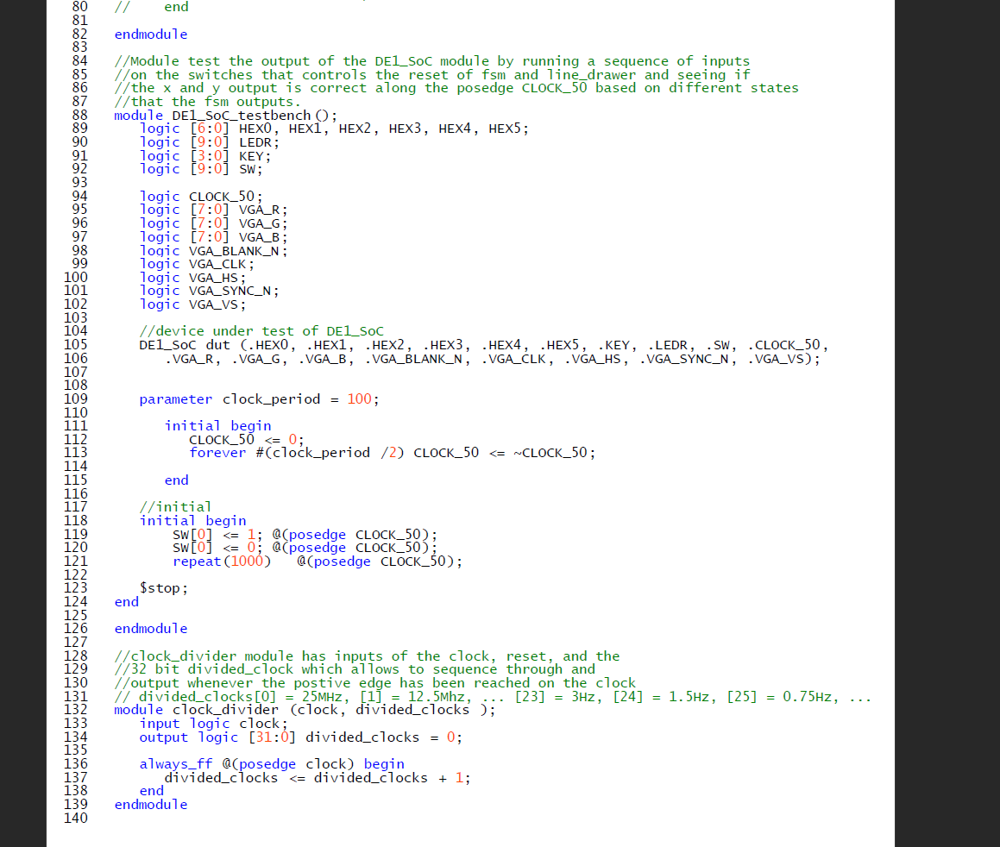 80 // end
81
82 endmodule
83
84 //Module test the output of the DE1_SoC module by running a sequence of inputs
85 //on the switches that controls the reset of fsm and line_drawer and seeing if
86 //the x and y output is correct along the posedge CLOCK_50 based on different states
87 //that the fsm outputs.
88 module DE1_SoC_testbench();
89 logic [6:0] HEX0, HEX1, HEX2, HEX3, HEX4, HEX5;
90 logic [9:0] LEDR;
91 logic [3:0] KEY;
92 logic [9:0] SW;
93
94 logic CLOCK_50;
95 logic [7:0] VGA_R;
96 logic [7:0] VGA_G;
97 logic [7:0] VGA_B;
98 logic VGA_BLANK_N;
99 logic VGA_CLK;
100 logic VGA_HS;
101 logic VGA_SYNC_N;
102 logic VGA_VS;
103
104 //device under test of DE1_SoC
105 DE1_SoC dut (.HEX0, .HEX1, .HEX2, .HEX3, .HEX4, .HEX5, .KEY, .LEDR, .SW, .CLOCK_50,
106 .VGA_R, .VGA_G, .VGA_B, .VGA_BLANK_N, .VGA_CLK, .VGA_HS, .VGA_SYNC_N, .VGA_VS);
107
108
109 parameter clock_period = 100;
110
111 initial begin
112 CLOCK_50 <= 0;
113 forever #(clock_period /2) CLOCK_50 <= ~CLOCK_50;
114
115 end
116
117 //initial
118 initial begin
119 SW[0] <= 1; @(posedge CLOCK_50);
120 SW[0] <= 0; @(posedge CLOCK_50);
121 repeat(1000) @(posedge CLOCK_50);
122
123 $stop;
124 end
125
126 endmodule
127
128 //clock_divider module has inputs of the clock, reset, and the
129 //32 bit divided_clock which allows to sequence through and
130 //output whenever the postive edge has been reached on the clock
131 // divided_clocks[0] = 25MHz, [1] = 12.5Mhz, ... [23] = 3Hz, [24] = 1.5Hz, [25] = 0.75Hz, ...
132 module clock_divider (clock, divided_clocks );
133 input logic clock;
134 output logic [31:0] divided_clocks = 0;
135
136 always_ff @(posedge clock) begin
137 divided_clocks <= divided_clocks + 1;
138 end
139 endmodule
140